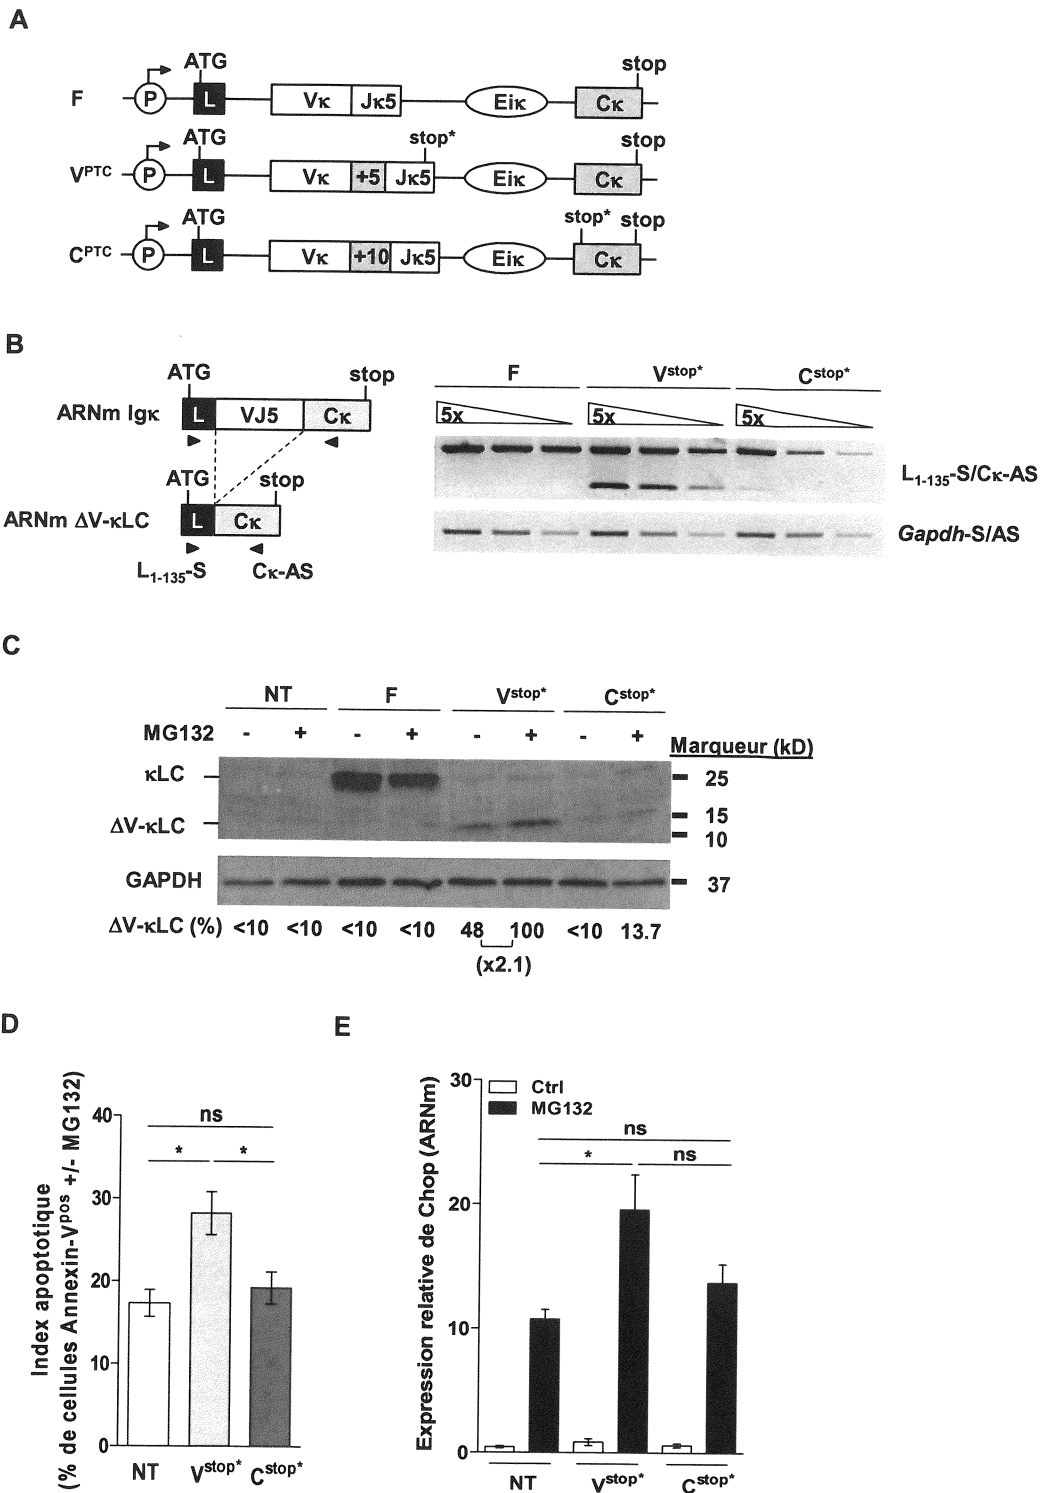 A
ATG
stop
F
P
L
Vκ
Jκ5
Eiκ
Cκ
ATG
stop*
stop
VPTC
P
L
Vκ
+5
Jκ5
Eiκ
Cκ
ATG
stop*
stop
CPTC
P
L
Vκ
+10
Jκ5
Eiκ
Cκ
B
ATG
stop
ARNm Igκ
L
VJ5
Cκ
ATG
stop
ARNm ΔV-κLC
L
Cκ
L1-135-S
Cκ-AS
F
Vstop*
Cstop*
5x
5x
5x
L1-135-S/Cκ-AS
Gapdh-S/AS
C
NT
F
Vstop*
Cstop*
MG132
- + - + - + - +
Marqueur (kD)
κLC
25
15
ΔV-κLC
10
GAPDH
37
ΔV-κLC (%) <10 <10 <10 <10 48 100 <10 13.7
(x2.1)
D
Index apoptotique
(% de cellules Annexin-Vpos +/- MG132)
40
30
20
10
0
ns
*
*
NT
Vstop*
Cstop*
E
Expression relative de Chop (ARNm)
30
20
10
0
Ctrl
MG132
ns
*
ns
NT
Vstop*
Cstop*